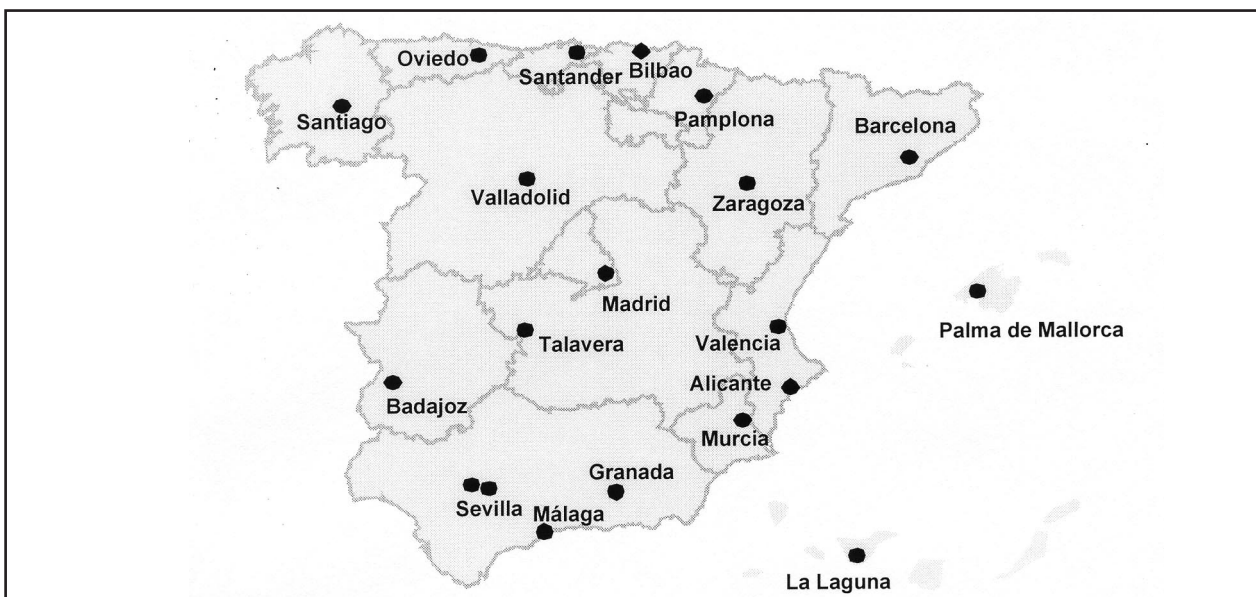 Oviedo
Santander
Bilbao
Santiago
Pamplona
Barcelona
Valladolid
Zaragoza
Madrid
Palma de Mallorca
Talavera
Valencia
Alicante
Badajoz
Murcia
Granada
Sevilla
Málaga
La Laguna